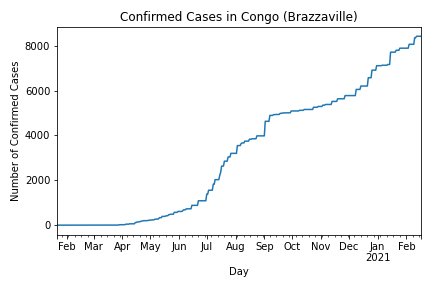 Confirmed Cases in Congo (Brazzaville)
Number of Confirmed Cases
8000
6000
4000
2000
0
Feb Mar Apr May Jun Jul Aug Sep Oct Nov Dec Jan Feb
2021
Day